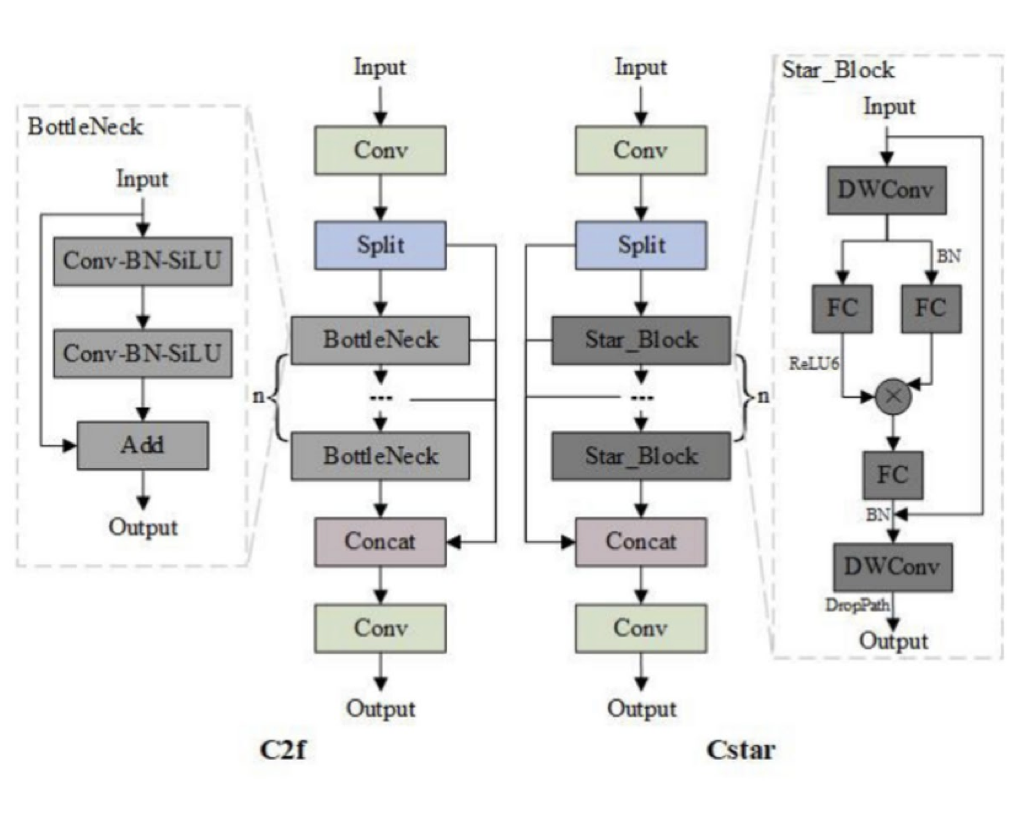 BottleNeck
Input
Conv-BN-SiLU
Conv-BN-SiLU
Add
Output
Input
Conv
Split
BottleNeck
n
...
BottleNeck
Concat
Conv
Output
C2f
Input
Conv
Split
Star_Block
n
...
Star_Block
Concat
Conv
Output
Cstar
Star_Block
Input
DWConv
BN
FC
FC
ReLU6
×
FC
BN
DWConv
DropPath
Output